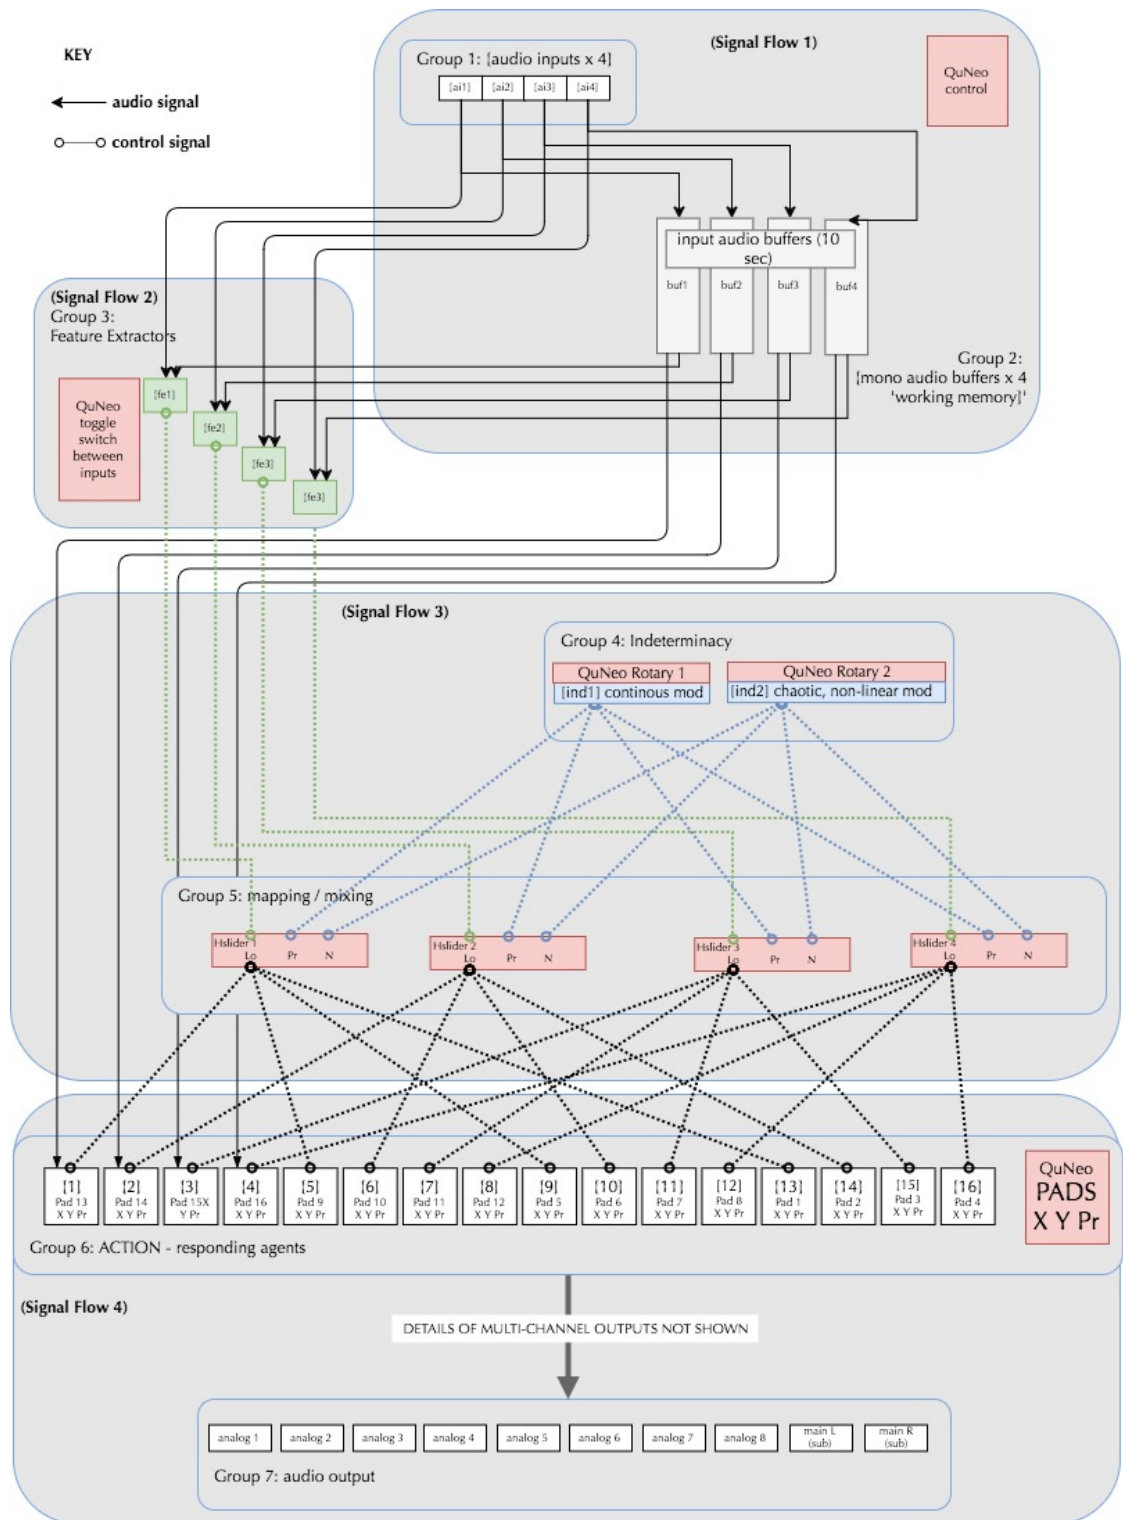 KEY
audio signal
control signal
(Signal Flow 1)
Group 1: {audio inputs x 4]
[ai1] [ai2] [ai3] [ai4]
QuNeo
control
input audio buffers (10
sec)
buf1 buf2 buf3 buf4
Group 2:
{mono audio buffers x 4
'working memory}'
(Signal Flow 2)
Group 3:
Feature Extractors
QuNeo
toggle
switch
between
inputs
[fe1]
[fe2]
[fe3]
[fe3]
(Signal Flow 3)
Group 4: Indeterminacy
QuNeo Rotary 1
[ind1] continous mod
QuNeo Rotary 2
[ind2] chaotic, non-linear mod
Group 5: mapping / mixing
Hslider 1
Lo Pr N
Hslider 2
Lo Pr N
Hslider 3
Lo Pr N
Hslider 4
Lo Pr N
[1]
Pad 13
X Y Pr
[2]
Pad 14
X Y Pr
[3]
Pad 15X
Y Pr
[4]
Pad 16
X Y Pr
[5]
Pad 9
X Y Pr
[6]
Pad 10
X Y Pr
[7]
Pad 11
X Y Pr
[8]
Pad 12
X Y Pr
[9]
Pad 5
X Y Pr
[10]
Pad 6
X Y Pr
[11]
Pad 7
X Y Pr
[12]
Pad 8
X Y Pr
[13]
Pad 1
X Y Pr
[14]
Pad 2
X Y Pr
[15]
Pad 3
X Y Pr
[16]
Pad 4
X Y Pr
QuNeo
PADS
X Y Pr
Group 6: ACTION - responding agents
(Signal Flow 4)
DETAILS OF MULTI-CHANNEL OUTPUTS NOT SHOWN
analog 1
analog 2
analog 3
analog 4
analog 5
analog 6
analog 7
analog 8
main L
(sub)
main R
(sub)
Group 7: audio output